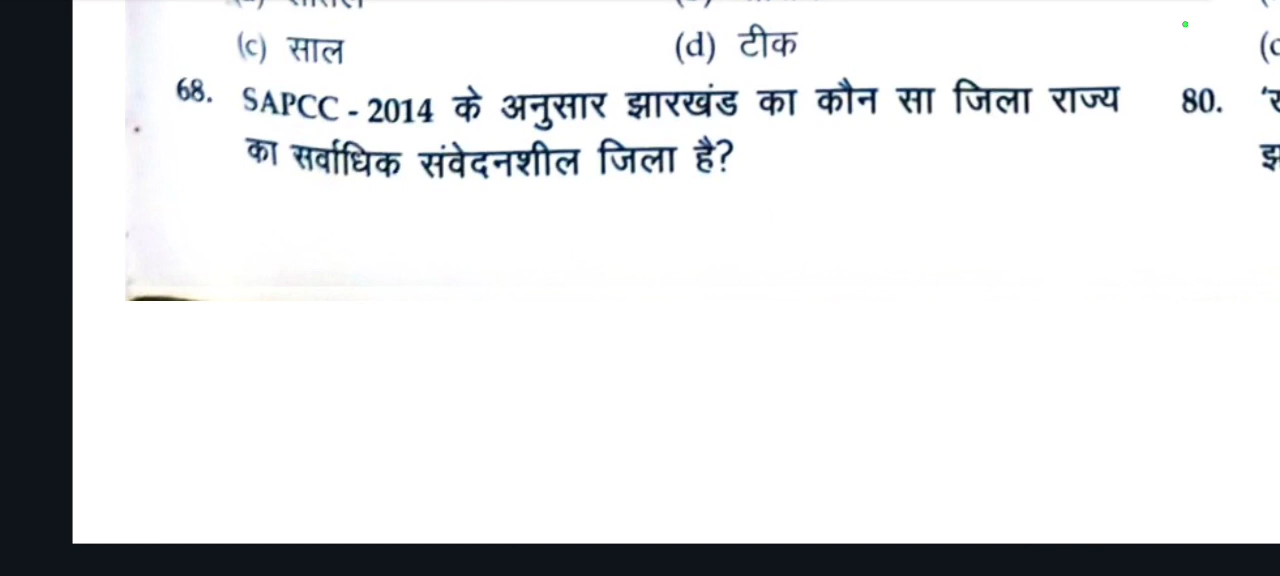 (c) साल
(d) टीक
68. SAPCC - 2014 के अनुसार झारखंड का कौन सा जिला राज्य
का सर्वाधिक संवेदनशील जिला है?
80.